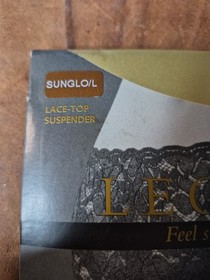 SUNGLO/L
LACE-TOP
SUSPENDER
LEG
Feel s